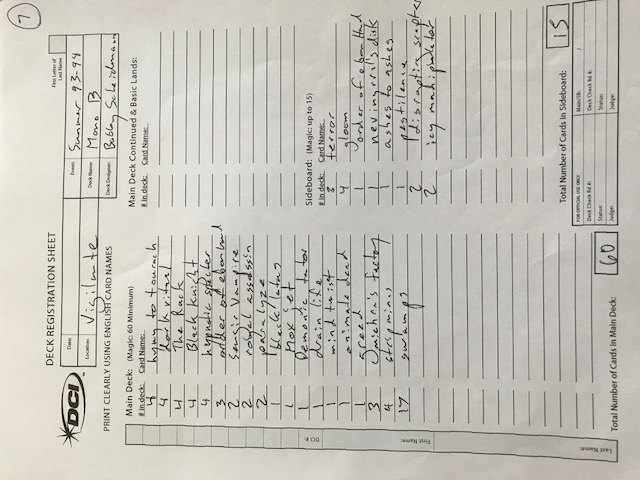 7
DECK REGISTRATION SHEET
First Letter of
Last Name
DCI
Date:
Event: Summer 93-94
Location: Vigilante
Deck Name: Mono B
Deck Designer: Bobby
PRINT CLEARLY USING ENGLISH CARD NAMES
Main Deck: (Magic: 60 Minimum)
# in deck: Card Name:
4 hymn to tourach
4 dark ritual
4 The Rack
4 Black Knight
4 hypnotic specter
3 order of ebon hand
2 Sengir Vampire
2 royal assassin
2 paralyze
1 black lotus
1 Mox jet
1 Demonic tutor
1 drain life
1 mind twist
1 animate dead
1 greed
3 mishra's factory
4 stripmines
17 swamps
Total Number of Cards in Main Deck: 60
DCI #:
First Name:
Last Name:
Main Deck Continued & Basic Lands:
# in deck: Card Name:
Sideboard: (Magic: up to 15)
# in deck: Card Name:
3 terror
4 gloom
1 order of ebon Hand
1 nevinyrral's disk
1 ashes to ashes
1 pestilence
2 disrupting scepter
2 icy manipulator
Total Number of Cards in Sideboard: 15
FOR OFFICIAL USE ONLY
Main/SB: /
Deck Check Rd #:
Deck Check Rd #:
Status:
Status:
Judge:
Judge: